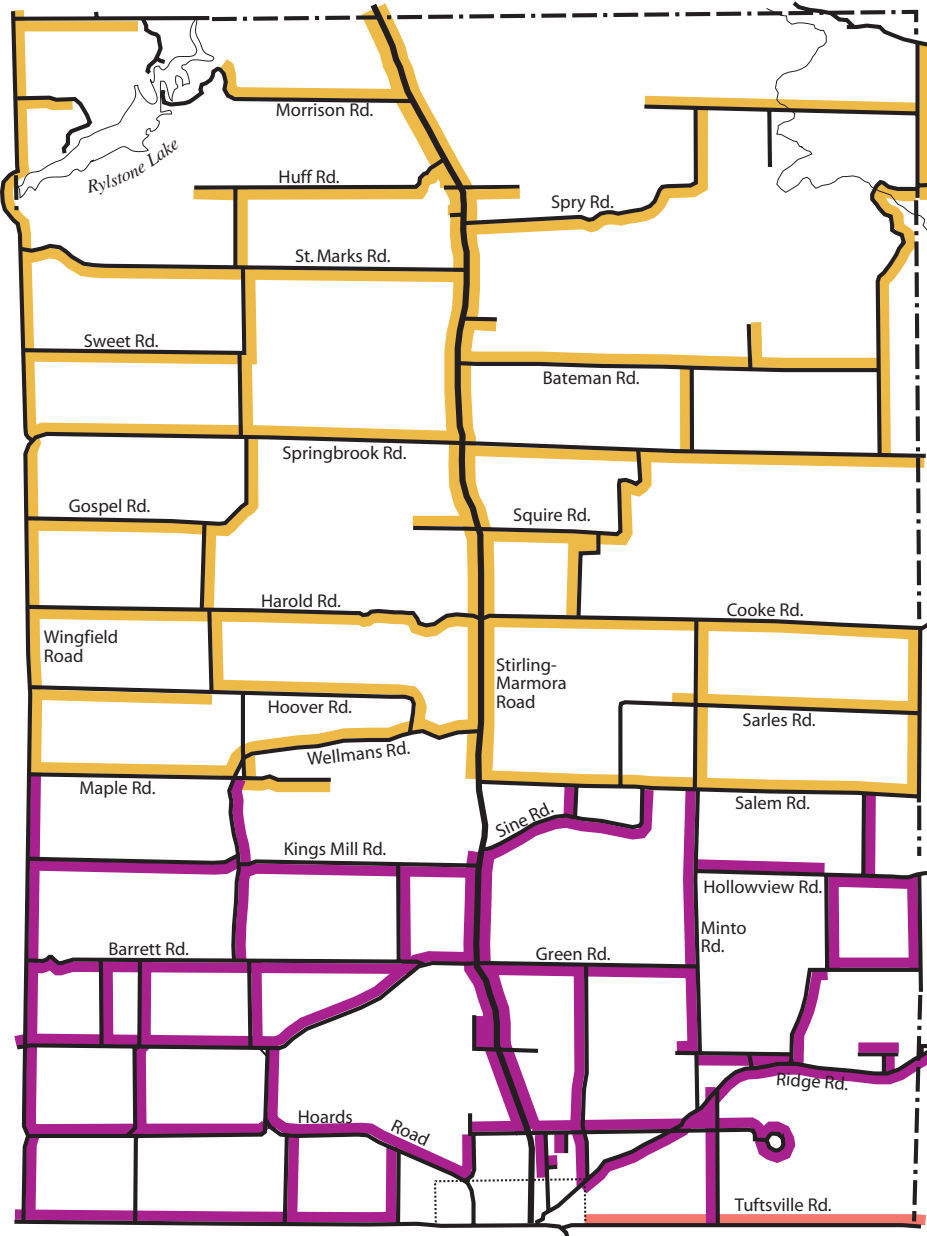 Morrison Rd.
Rylstone Lake
Huff Rd.
Spry Rd.
St. Marks Rd.
Sweet Rd.
Bateman Rd.
Springbrook Rd.
Gospel Rd.
Squire Rd.
Harold Rd.
Cooke Rd.
Wingfield
Road
Stirling-
Marmora
Road
Hoover Rd.
Sarles Rd.
Wellmans Rd.
Maple Rd.
Salem Rd.
Sine Rd.
Kings Mill Rd.
Hollowview Rd.
Minto
Rd.
Barrett Rd.
Green Rd.
Ridge Rd.
Hoards Road
Tuftsville Rd.